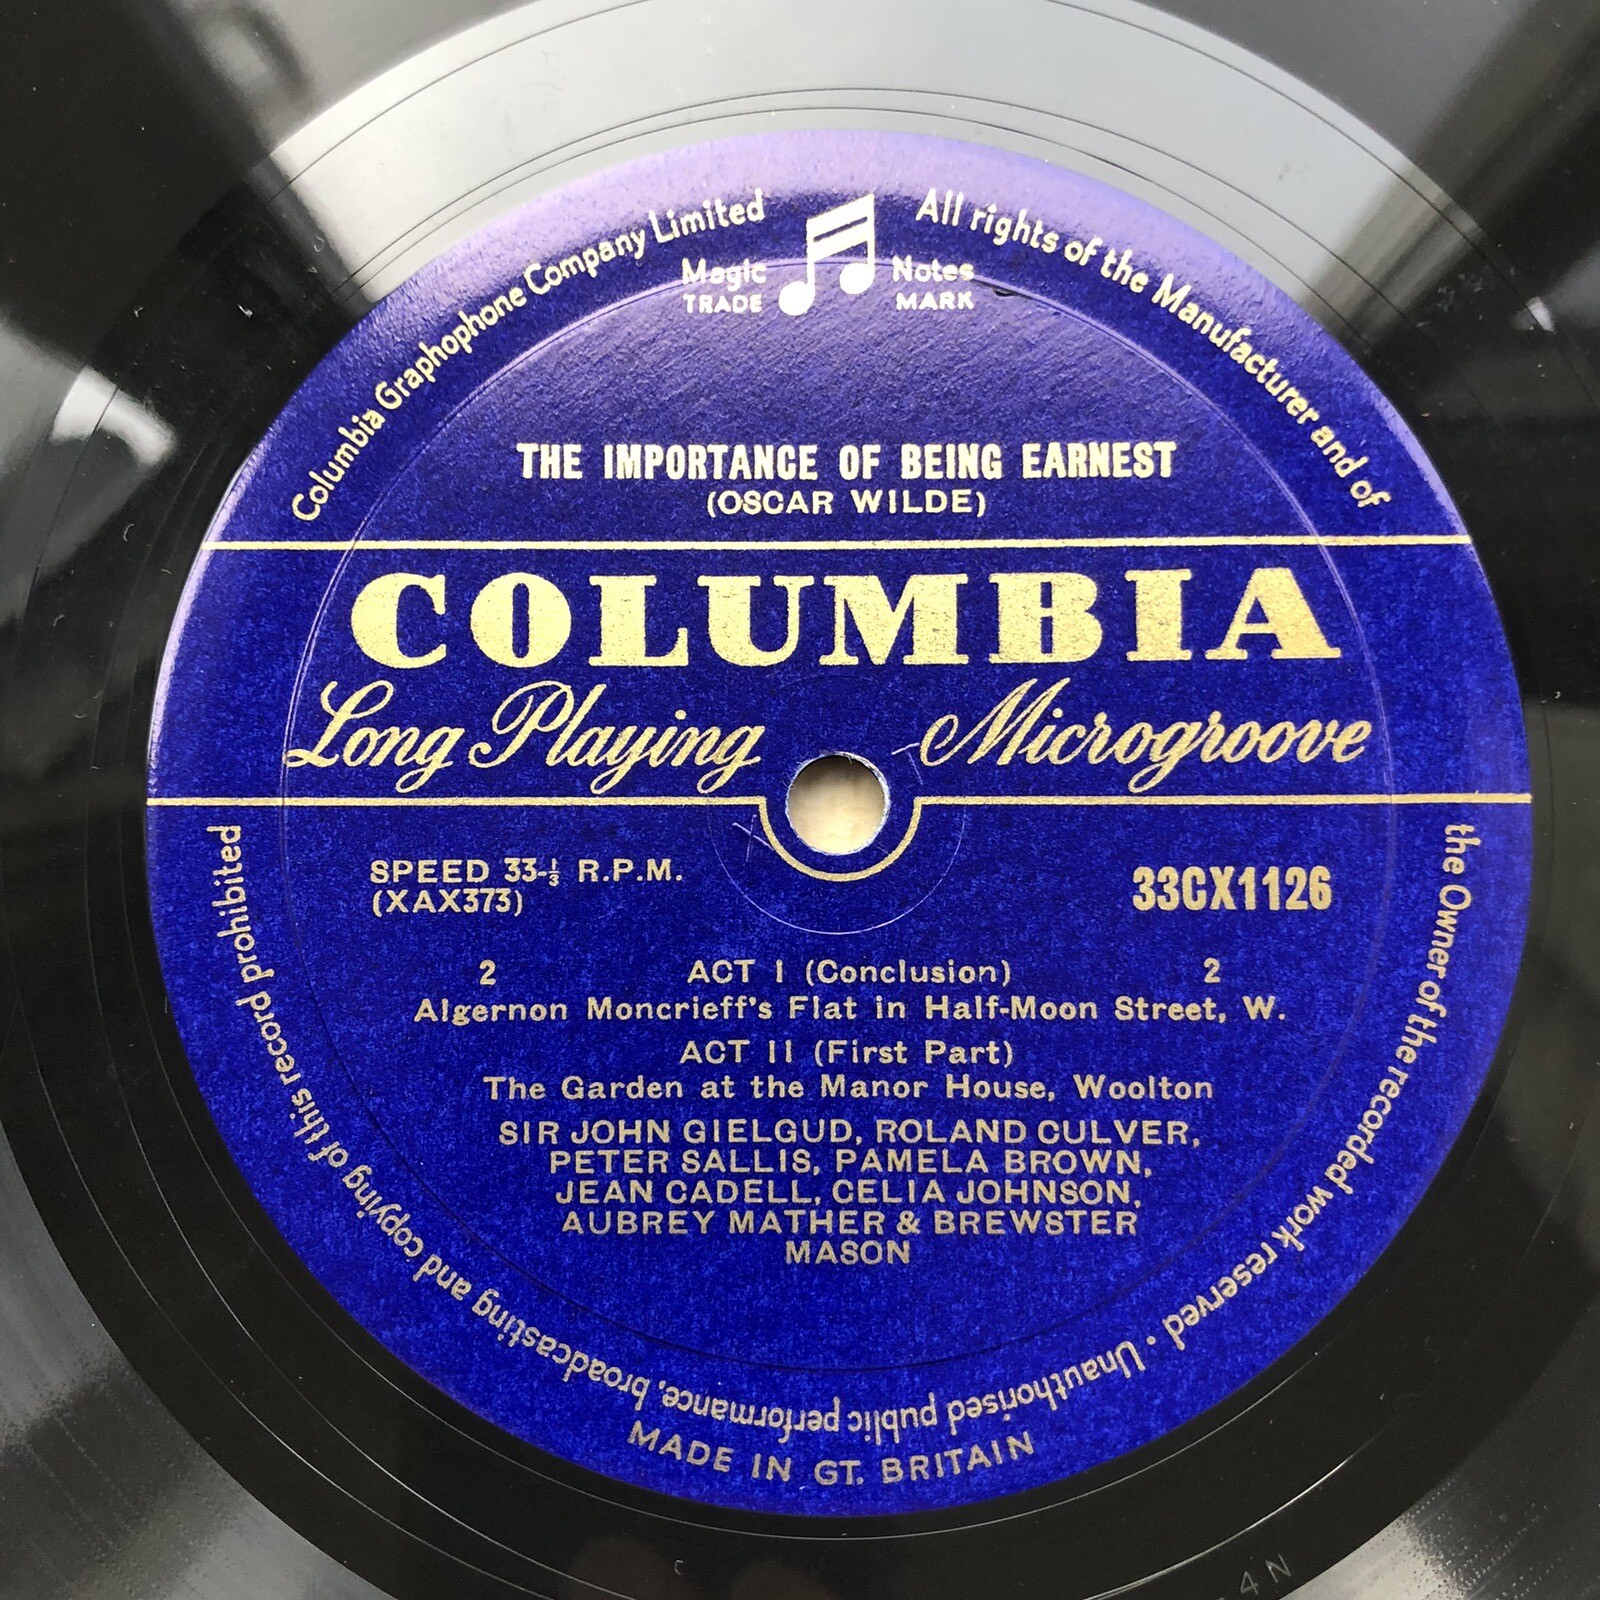 Columbia Graphophone Company Limited
All rights of the Manufacturer and of
the Owner of the recorded work reserved · Unauthorised public performance, broadcasting and copying of this record prohibited
Magic Notes
TRADE MARK
THE IMPORTANCE OF BEING EARNEST
(OSCAR WILDE)
COLUMBIA
Long Playing Microgroove
SPEED 33-⅓ R.P.M.
(XAX373)
33CX1126
2 ACT I (Conclusion) 2
Algernon Moncrieff's Flat in Half-Moon Street, W.
ACT II (First Part)
The Garden at the Manor House, Woolton
SIR JOHN GIELGUD, ROLAND CULVER,
PETER SALLIS, PAMELA BROWN,
JEAN CADELL, CELIA JOHNSON,
AUBREY MATHER & BREWSTER
MASON
MADE IN GT. BRITAIN
4 N